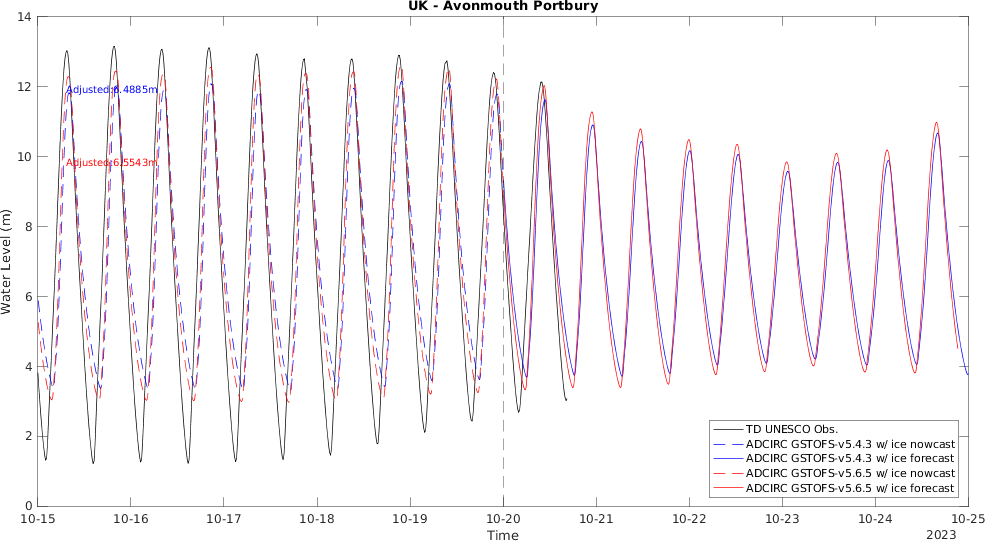 UK - Avonmouth Portbury
14
12
10
8
6
4
2
0
Water Level (m)
Adjusted:6.4885m
Adjusted:6.5543m
TD UNESCO Obs.
ADCIRC GSTOFS-v5.4.3 w/ ice nowcast
ADCIRC GSTOFS-v5.4.3 w/ ice forecast
ADCIRC GSTOFS-v5.6.5 w/ ice nowcast
ADCIRC GSTOFS-v5.6.5 w/ ice forecast
10-15 10-16 10-17 10-18 10-19 10-20 10-21 10-22 10-23 10-24 10-25
Time
2023